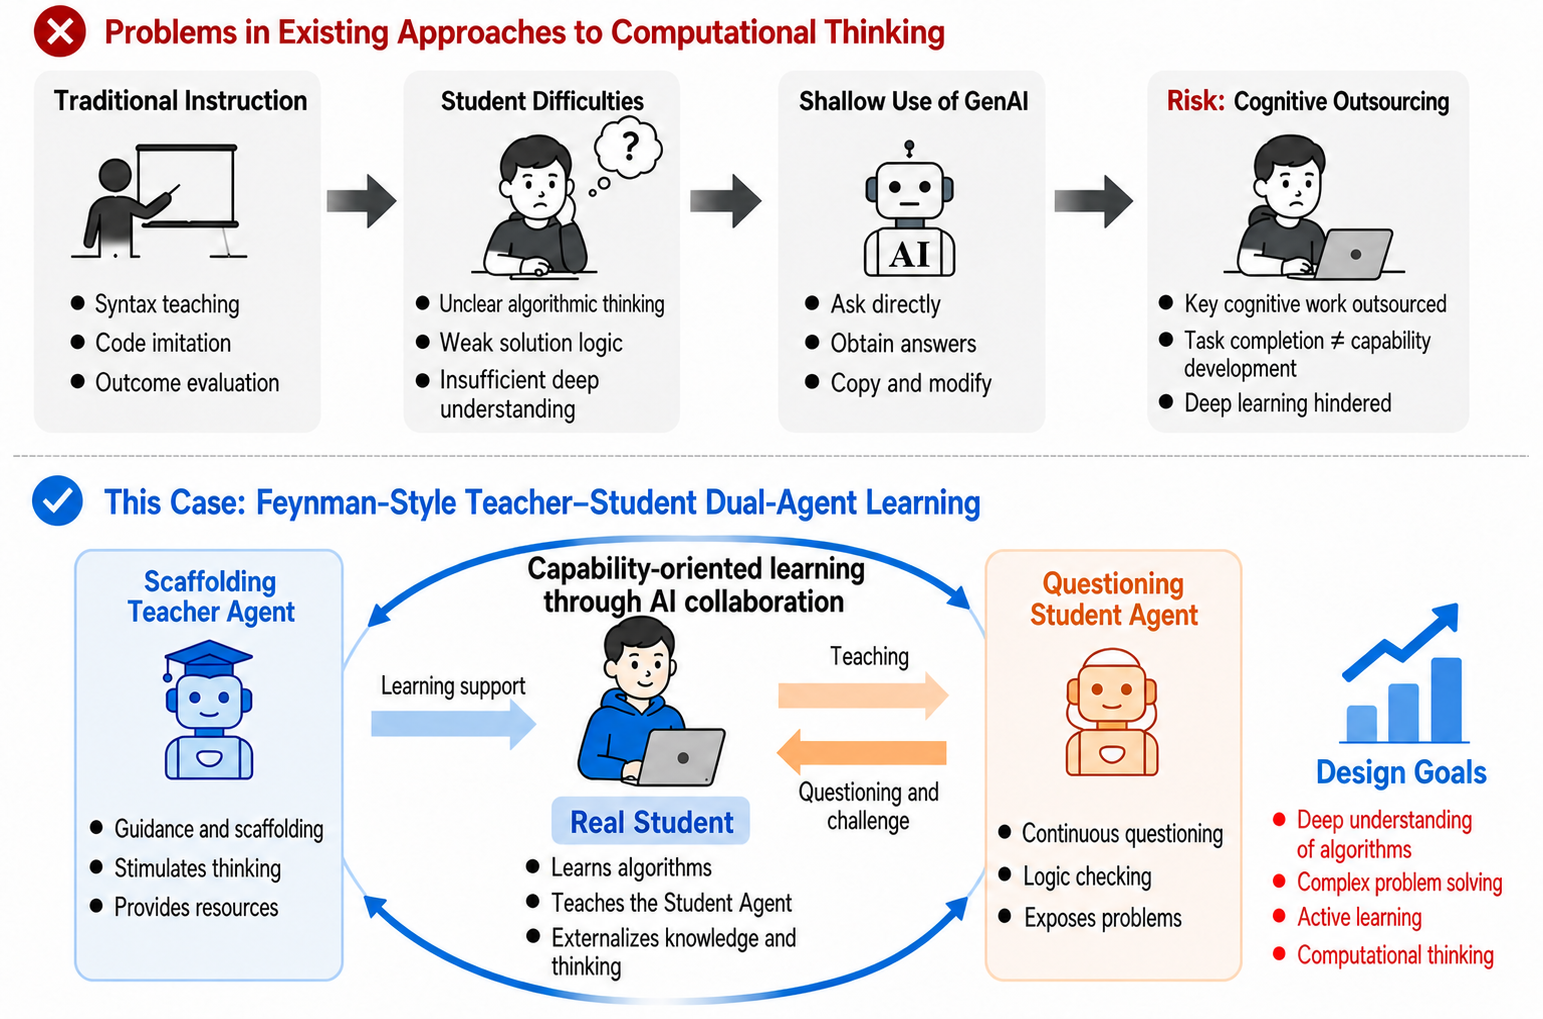 Problems in Existing Approaches to Computational Thinking
Traditional Instruction
Syntax teaching
Code imitation
Outcome evaluation
Student Difficulties
?
Unclear algorithmic thinking
Weak solution logic
Insufficient deep
understanding
Shallow Use of GenAI
AI
Ask directly
Obtain answers
Copy and modify
Risk: Cognitive Outsourcing
Key cognitive work outsourced
Task completion ≠ capability
development
Deep learning hindered
This Case: Feynman-Style Teacher–Student Dual-Agent Learning
Scaffolding
Teacher Agent
Guidance and scaffolding
Stimulates thinking
Provides resources
Learning support
Capability-oriented learning
through AI collaboration
Real Student
Learns algorithms
Teaches the Student Agent
Externalizes knowledge and
thinking
Teaching
Questioning and
challenge
Questioning
Student Agent
Continuous questioning
Logic checking
Exposes problems
Design Goals
Deep understanding
of algorithms
Complex problem solving
Active learning
Computational thinking